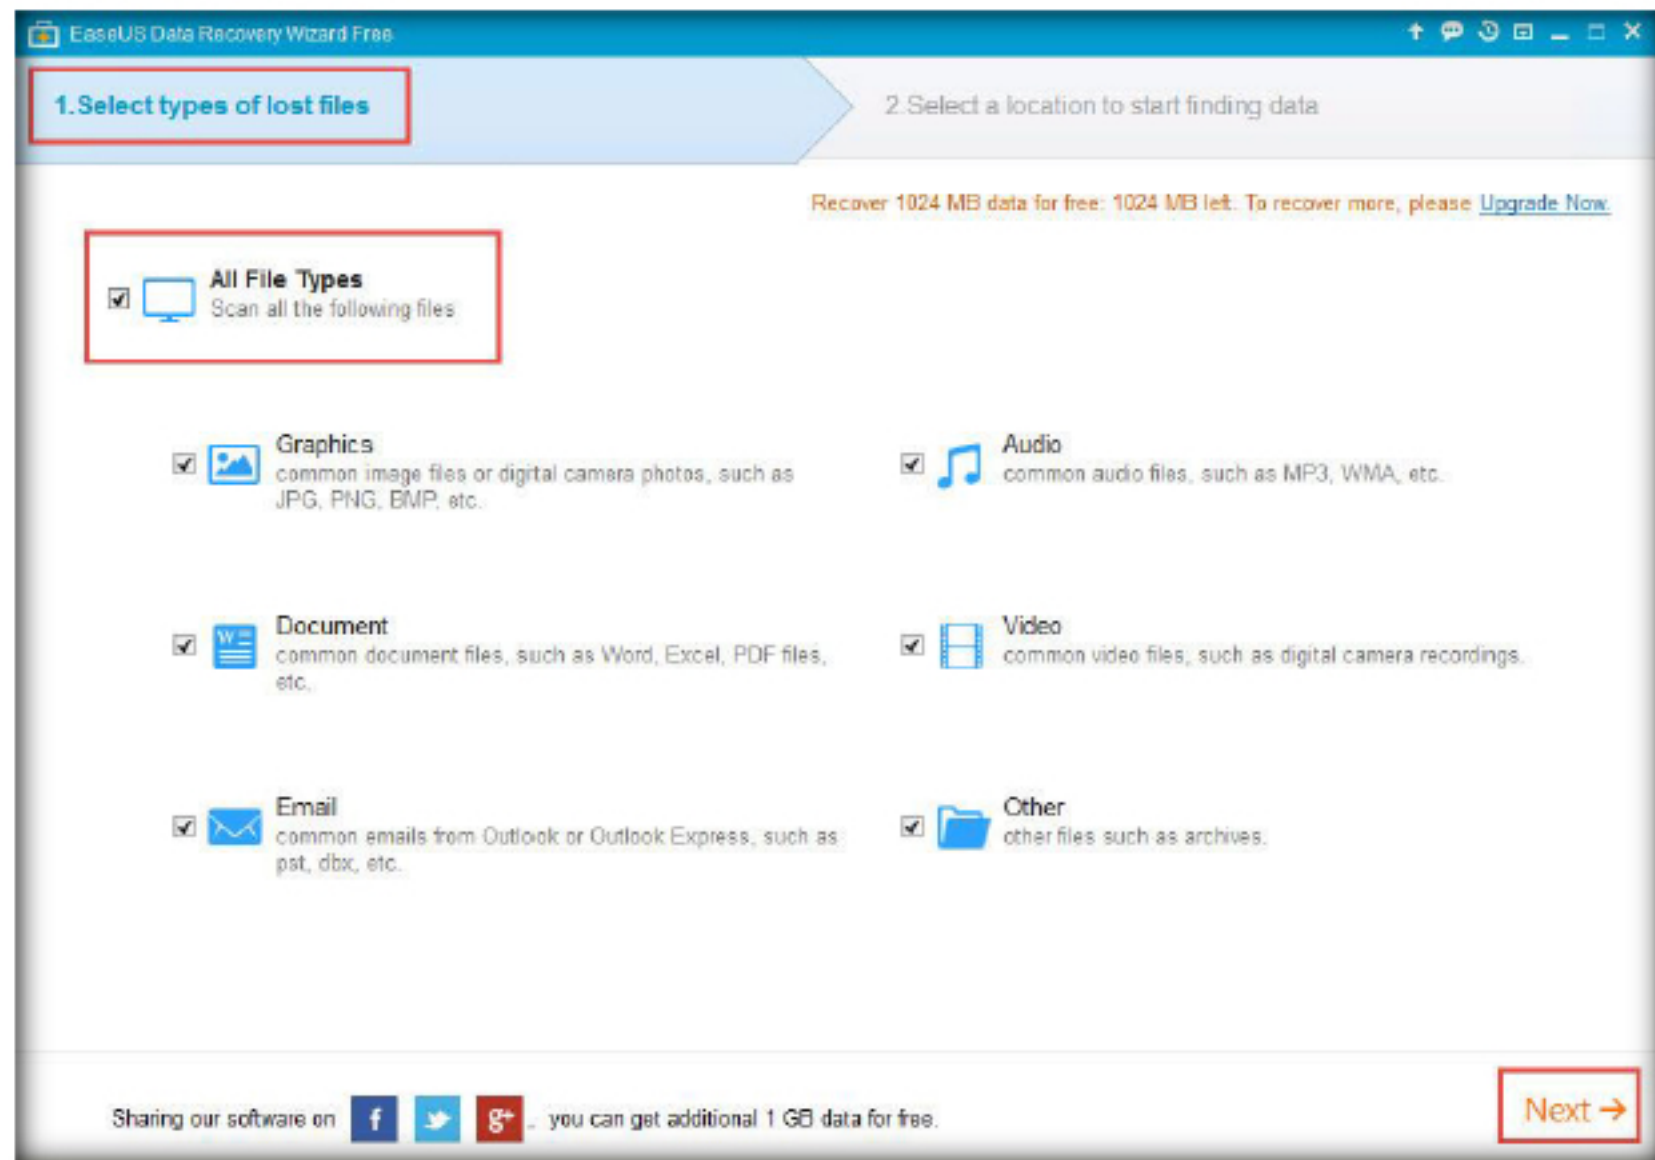 EaseUS Data Recovery Wizard Free
1.Select types of lost files
2.Select a location to start finding data
Recover 1024 MB data for free: 1024 MB left. To recover more, please Upgrade Now.
All File Types
Scan all the following files
Graphics
common image files or digital camera photos, such as
JPG, PNG, BMP, etc.
Audio
common audio files, such as MP3, WMA, etc.
Document
common document files, such as Word, Excel, PDF files,
etc.
Video
common video files, such as digital camera recordings.
Email
common emails from Outlook or Outlook Express, such as
pst, dbx, etc.
Other
other files such as archives.
Sharing our software on f g+ , you can get additional 1 GB data for free.
Next